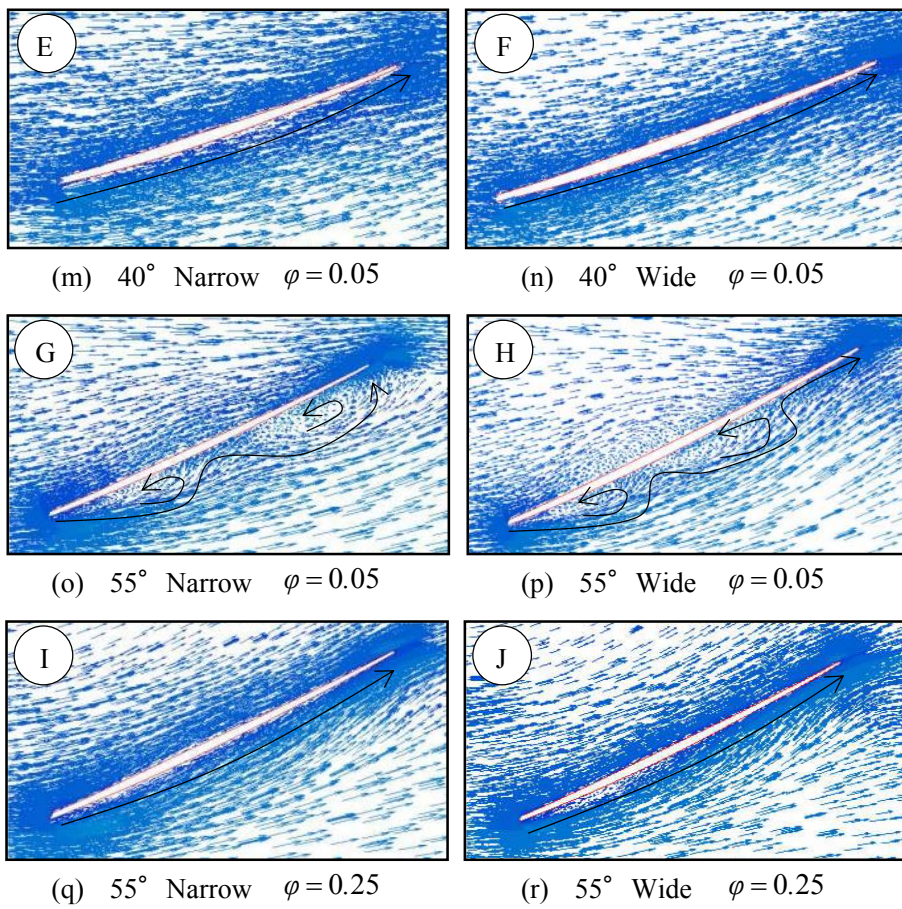 E F
(m) 40° Narrow φ = 0.05 (n) 40° Wide φ = 0.05
G H
(o) 55° Narrow φ = 0.05 (p) 55° Wide φ = 0.05
I J
(q) 55° Narrow φ = 0.25 (r) 55° Wide φ = 0.25